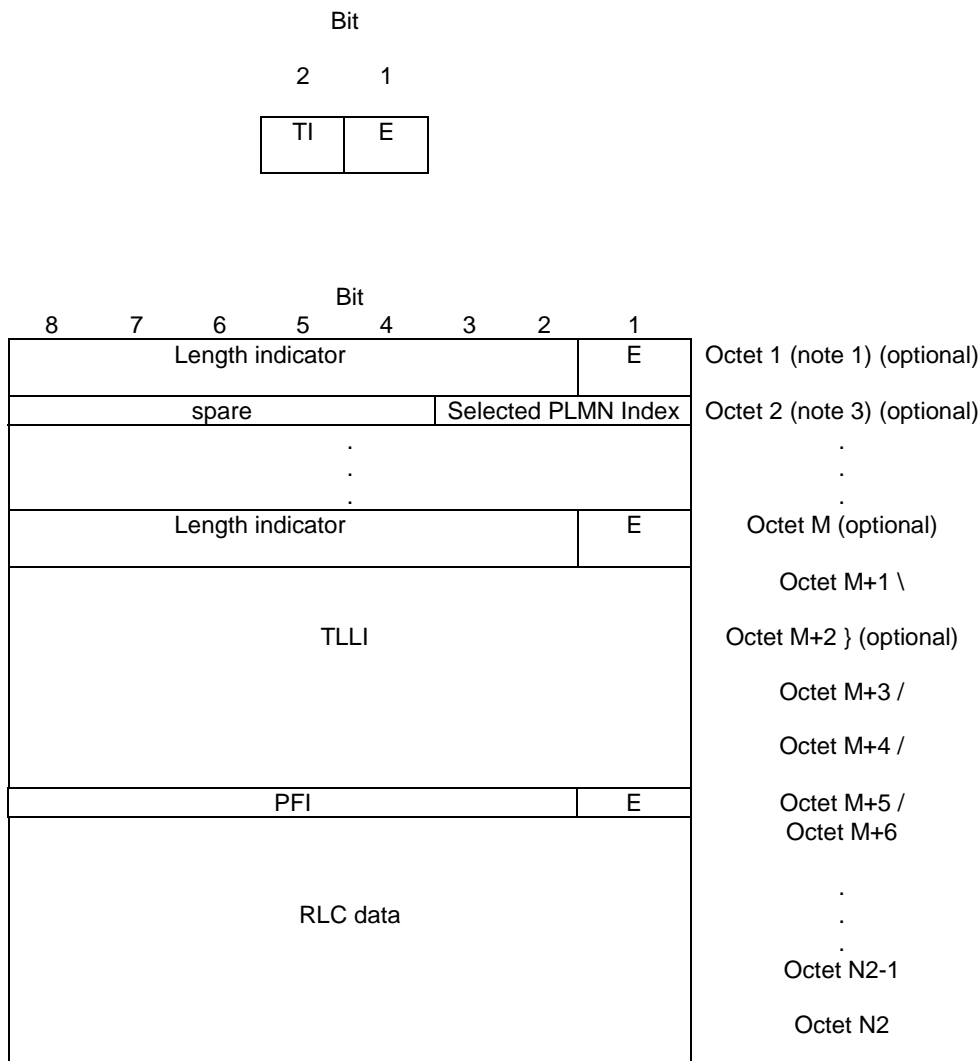 Bit
2 1
TI E
Bit
8 7 6 5 4 3 2 1
Length indicator E Octet 1 (note 1) (optional)
spare Selected PLMN Index Octet 2 (note 3) (optional)
. .
. .
. .
Length indicator E Octet M (optional)
Octet M+1 \
TLLI Octet M+2 } (optional)
Octet M+3 /
Octet M+4 /
PFI E Octet M+5 /
Octet M+6
.
RLC data .
.
Octet N2-1
Octet N2